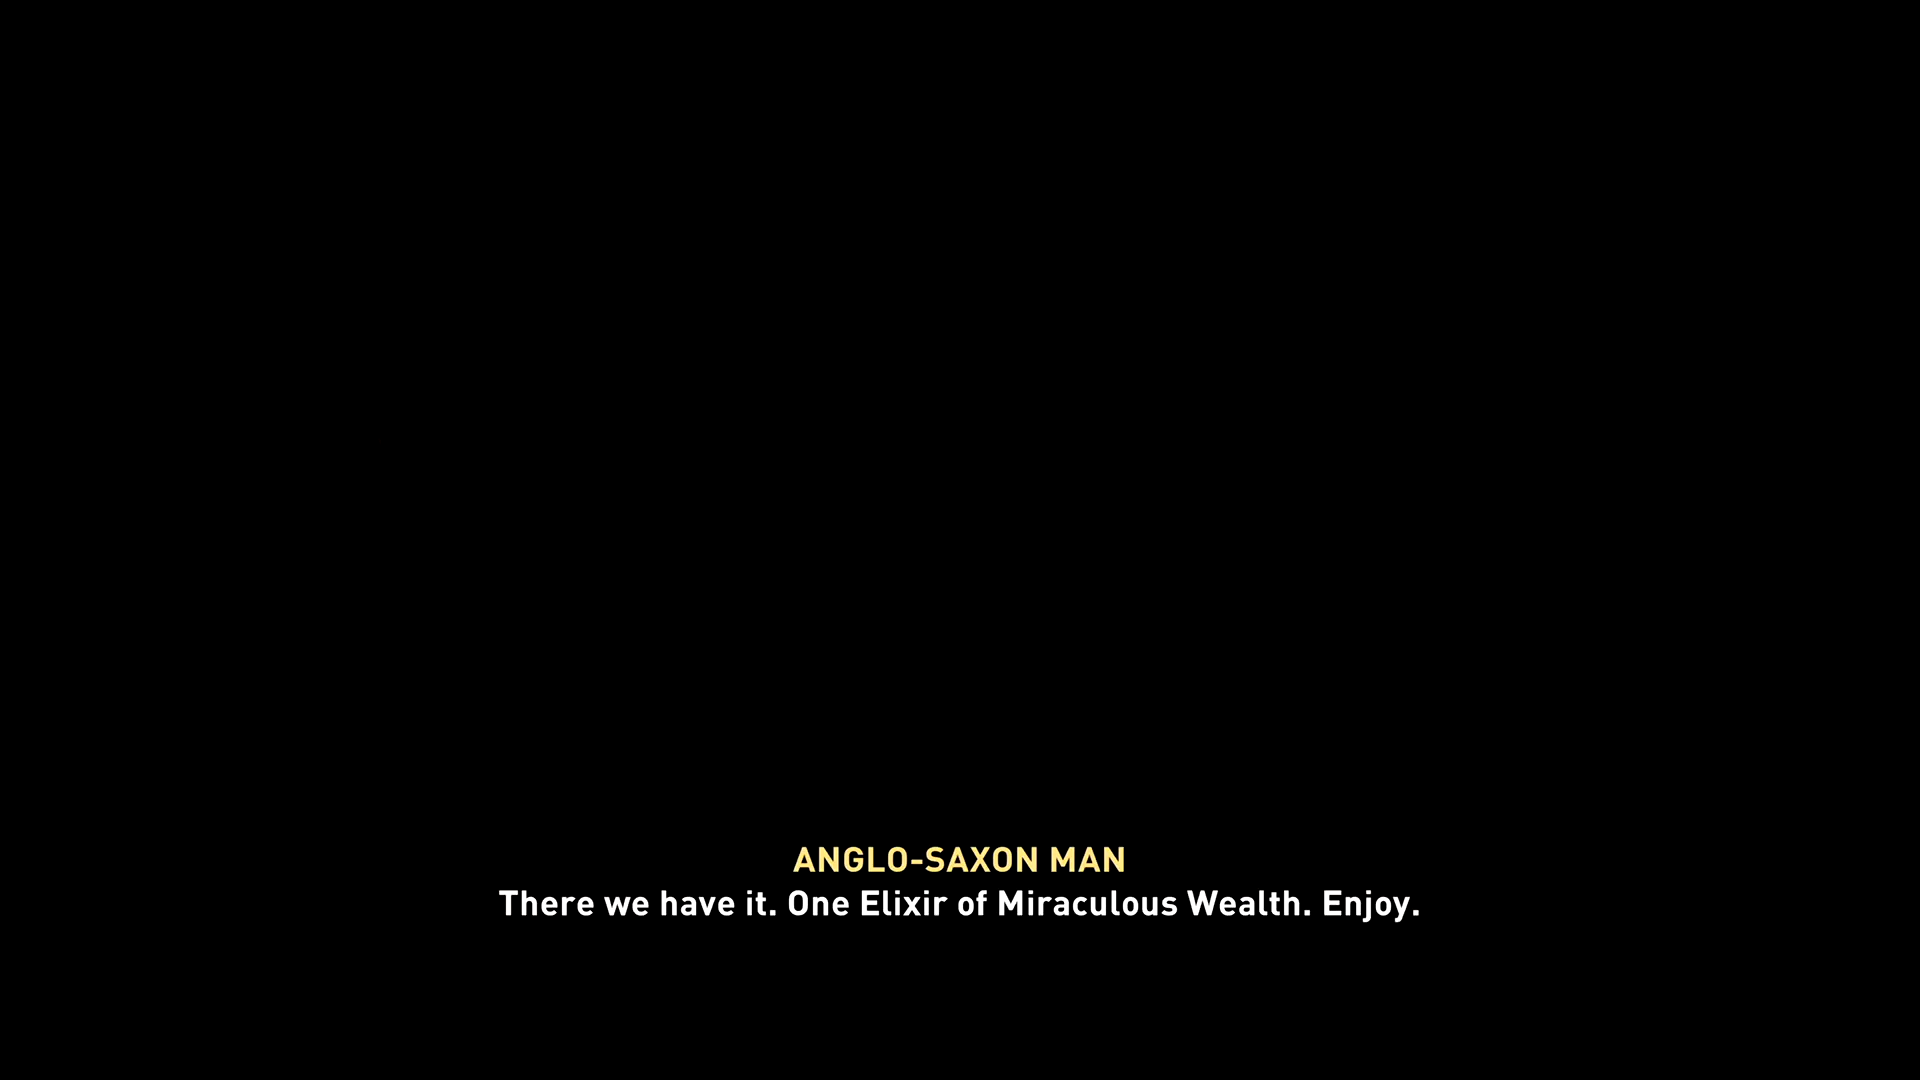 ANGLO-SAXON MAN
There we have it. One Elixir of Miraculous Wealth. Enjoy.